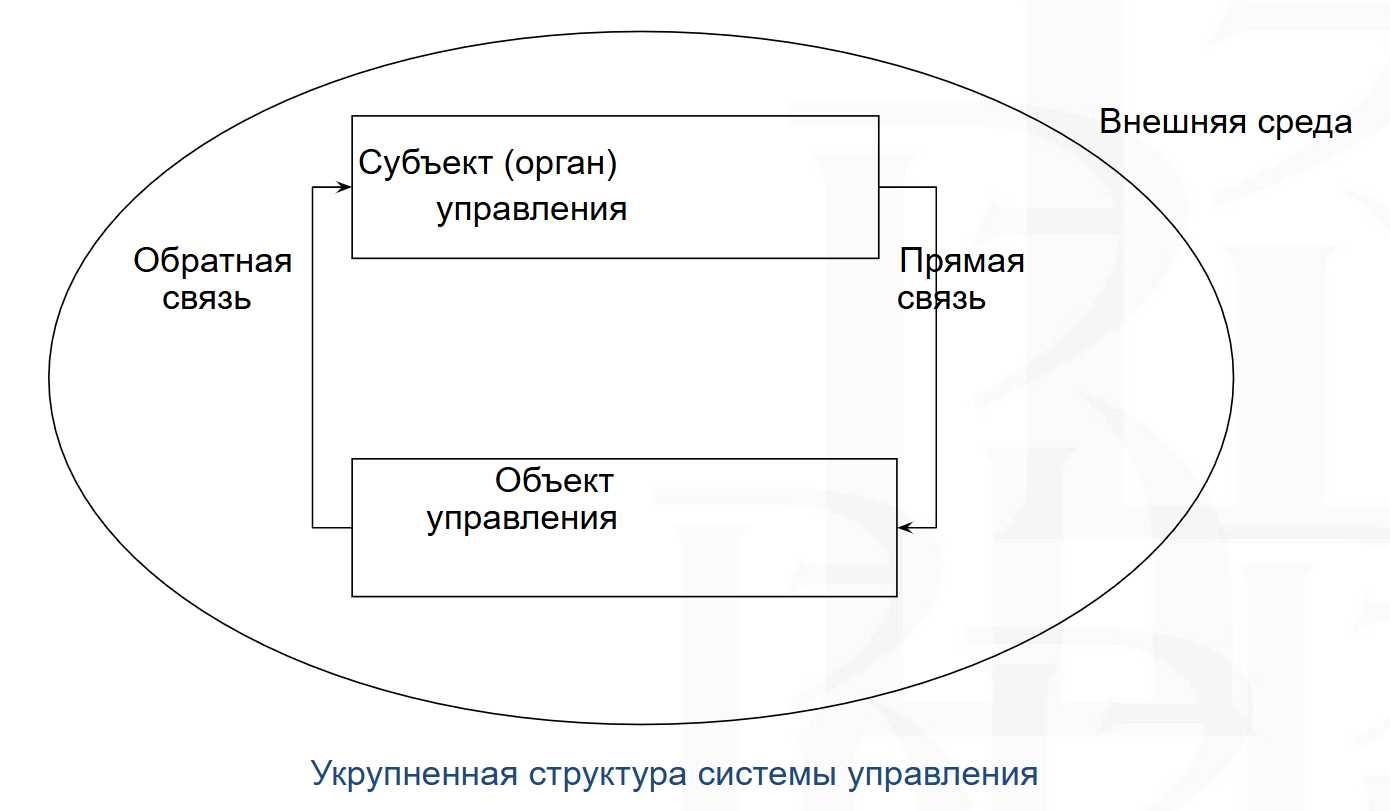 Внешняя среда
Субъект (орган)
управления
Обратная
связь
Прямая
связь
Объект
управления
Укрупненная структура системы управления